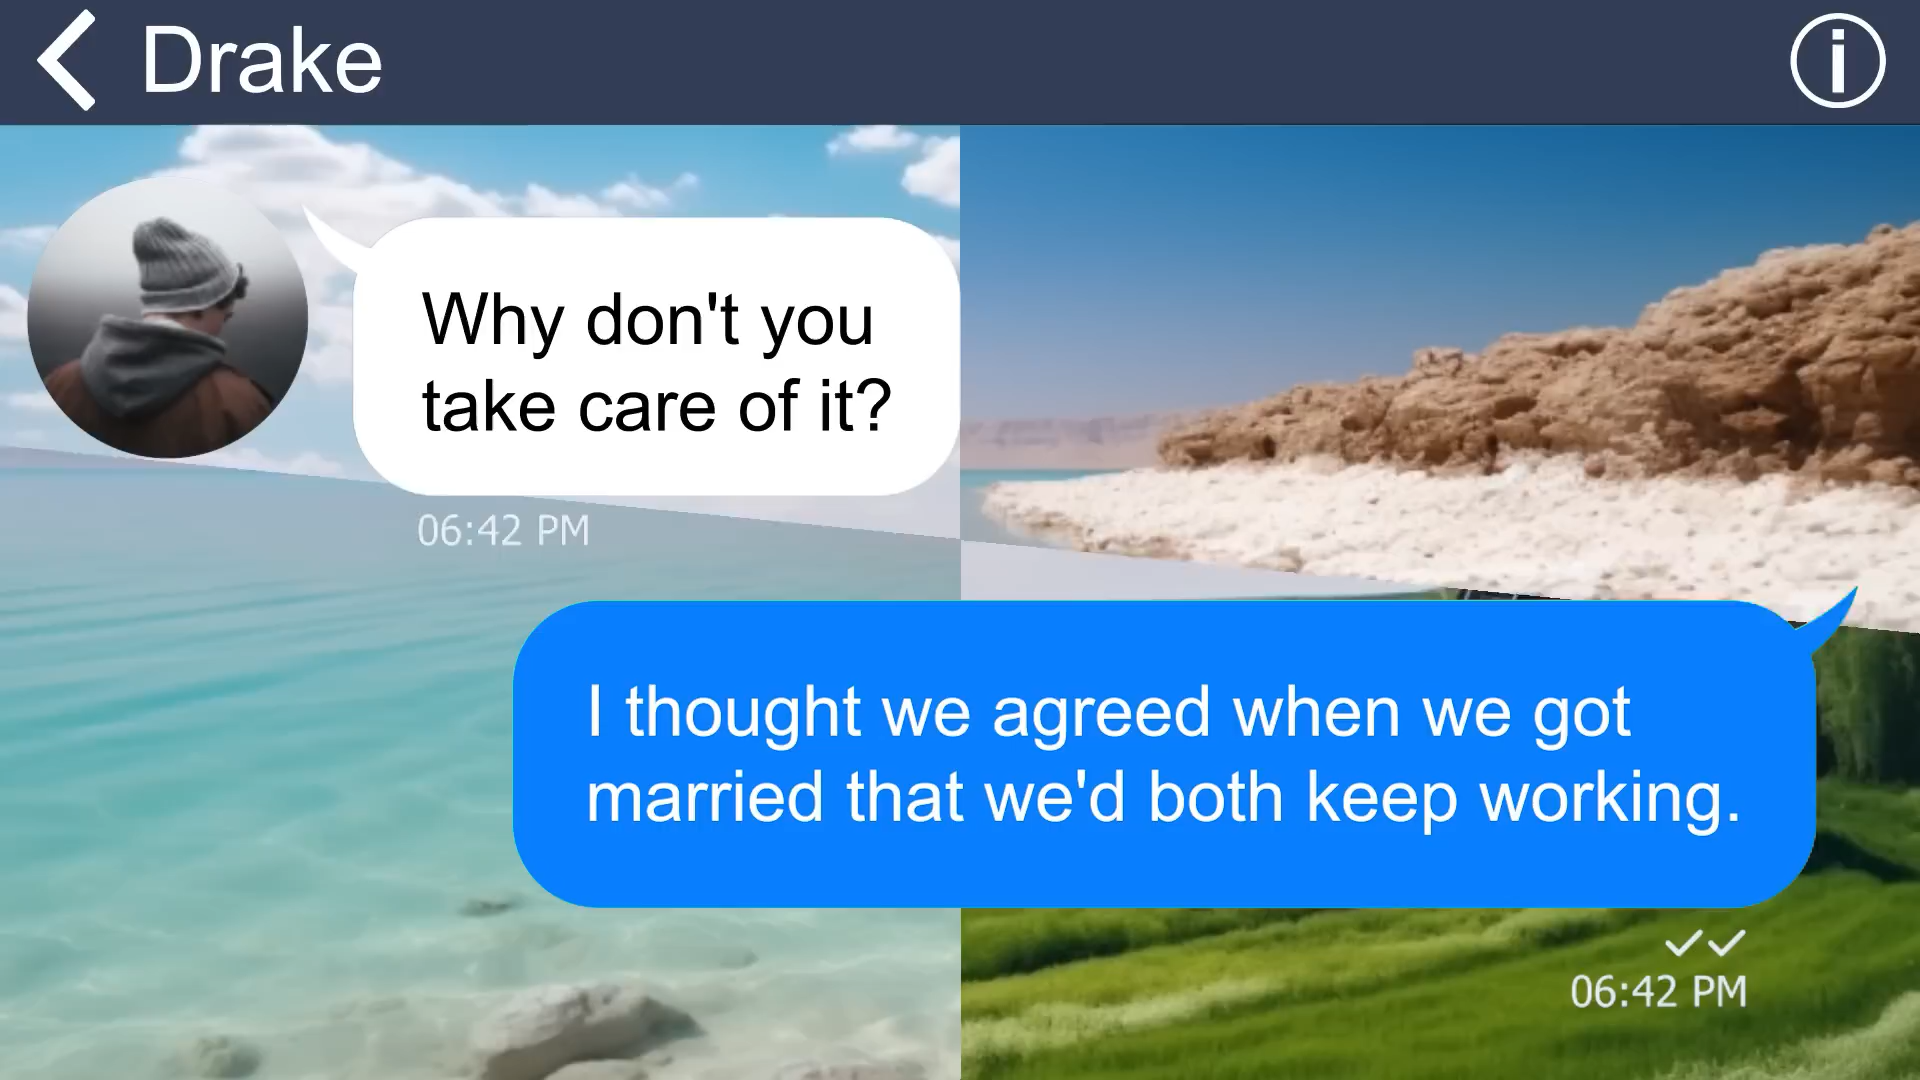 Drake
Why don't you
take care of it?
06:42 PM
I thought we agreed when we got
married that we'd both keep working.
06:42 PM